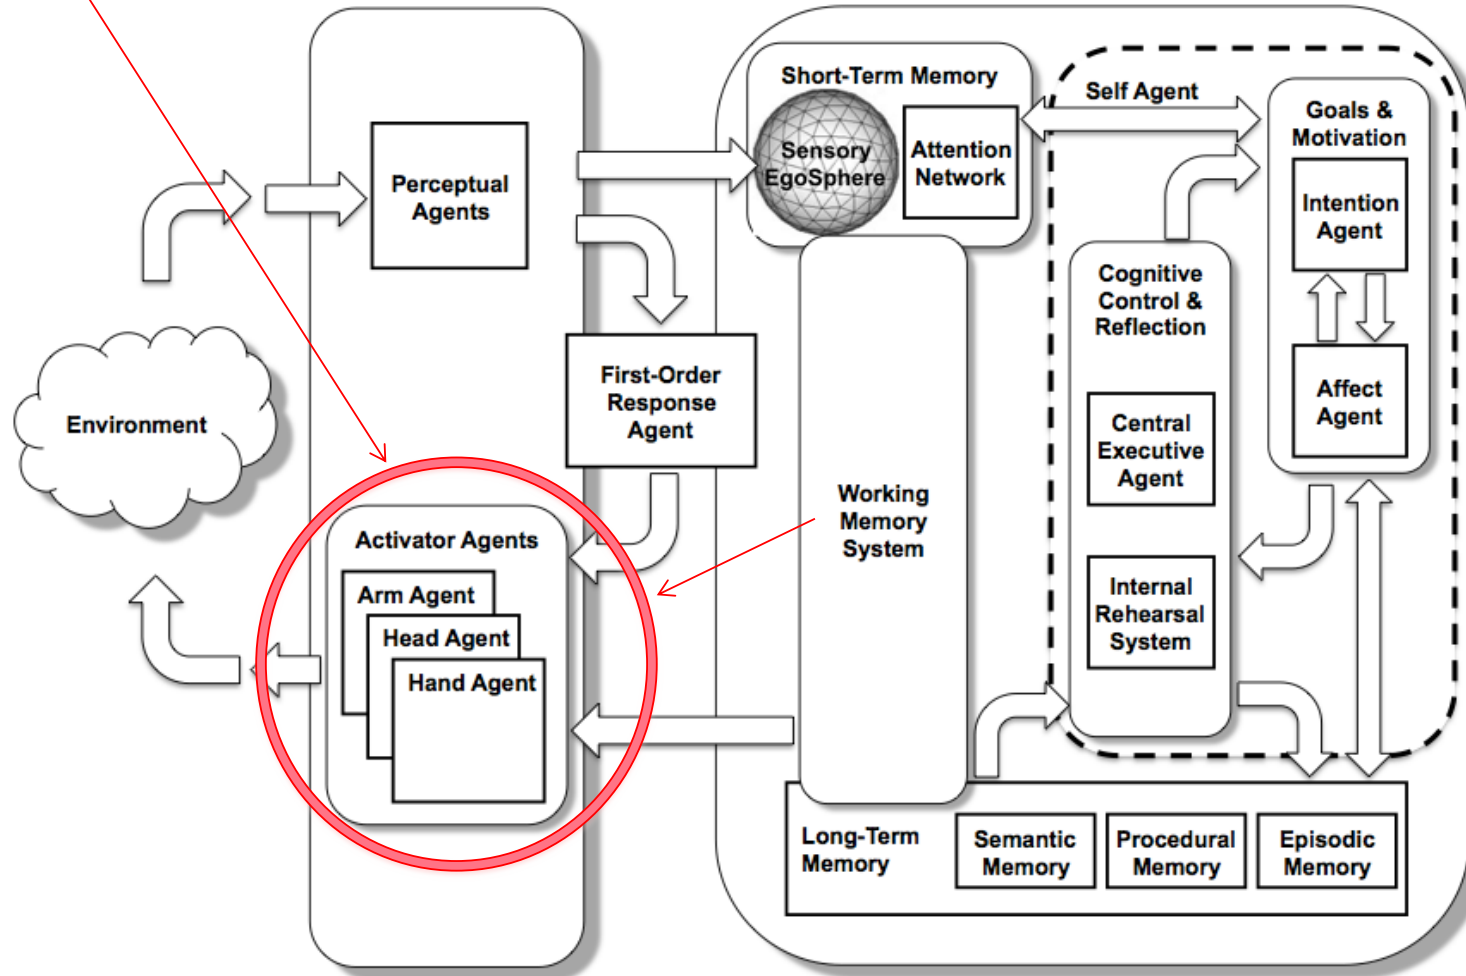 Short-Term Memory
Sensory
EgoSphere
Attention
Network
Self Agent
Goals &
Motivation
Intention
Agent
Affect
Agent
Perceptual
Agents
Cognitive
Control &
Reflection
Central
Executive
Agent
Internal
Rehearsal
System
First-Order
Response
Agent
Environment
Working
Memory
System
Activator Agents
Arm Agent
Head Agent
Hand Agent
Long-Term
Memory
Semantic
Memory
Procedural
Memory
Episodic
Memory